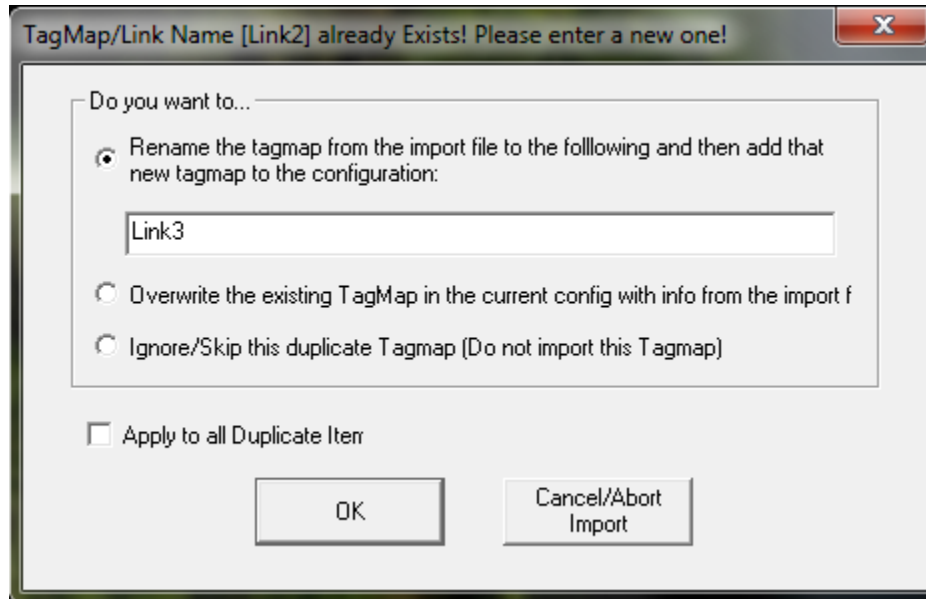 TagMap/Link Name [Link2] already Exists! Please enter a new one!
Do you want to...
Rename the tagmap from the import file to the folllowing and then add that
new tagmap to the configuration:
Link3
Overwrite the existing TagMap in the current config with info from the import f
Ignore/Skip this duplicate Tagmap (Do not import this Tagmap)
Apply to all Duplicate Item
OK
Cancel/Abort
Import